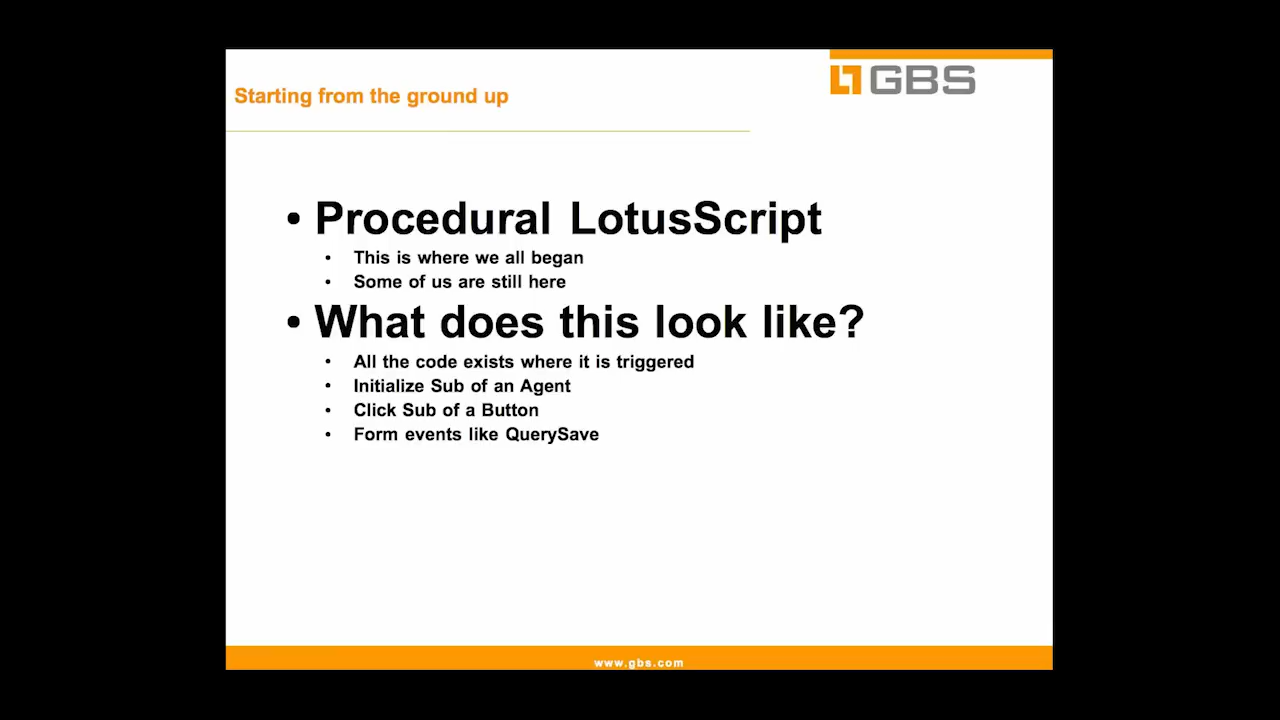 GBS
Starting from the ground up
• Procedural LotusScript
• This is where we all began
• Some of us are still here
• What does this look like?
• All the code exists where it is triggered
• Initialize Sub of an Agent
• Click Sub of a Button
• Form events like QuerySave
www.gbs.com